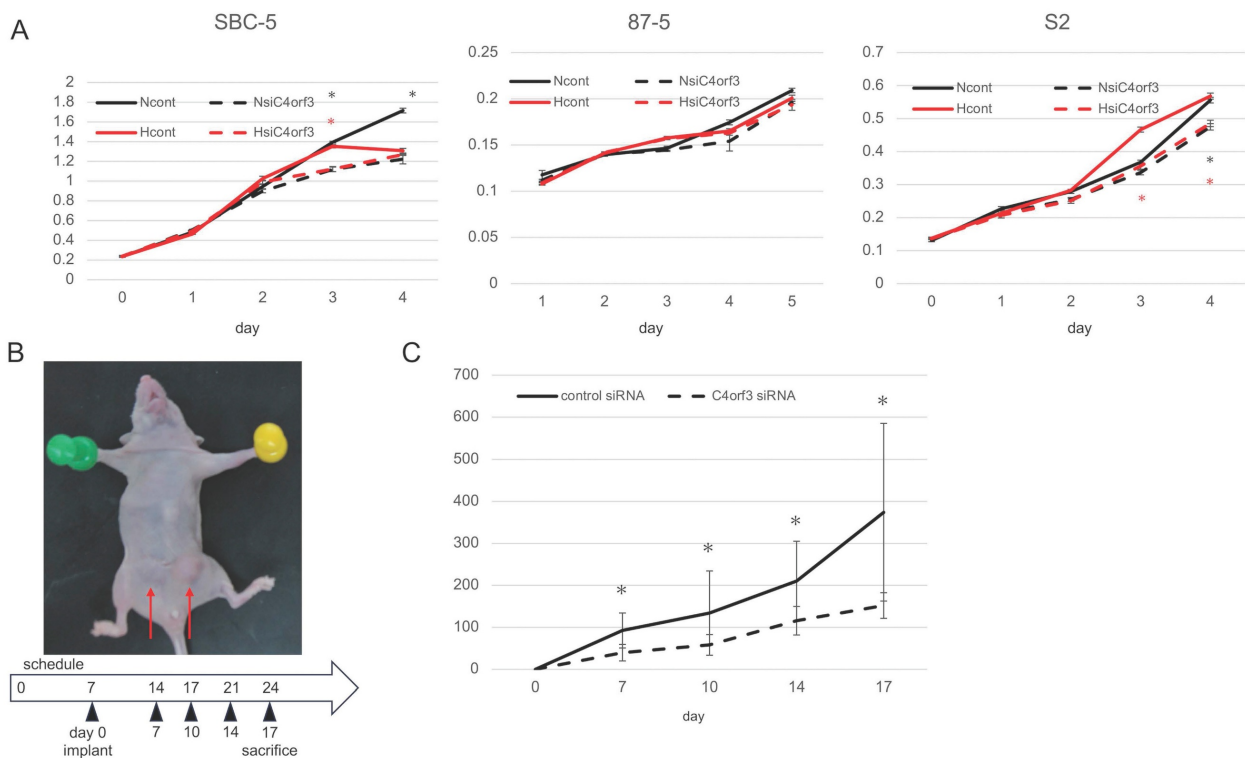 A
SBC-5
87-5
S2
2
1.8
1.6
1.4
1.2
1
0.8
0.6
0.4
0.2
0
Ncont
NsiC4orf3
Hcont
HsiC4orf3
*
*
*
0
1
2
3
4
day
0.25
0.2
0.15
0.1
0.05
0
Ncont
NsiC4orf3
Hcont
HsiC4orf3
1
2
3
4
5
day
0.7
0.6
0.5
0.4
0.3
0.2
0.1
0
Ncont
NsiC4orf3
Hcont
HsiC4orf3
*
*
*
0
1
2
3
4
day
B
schedule
0 7 14 17 21 24
day 0 7 10 14 17
implant sacrifice
C
700
600
500
400
300
200
100
0
control siRNA
C4orf3 siRNA
*
*
*
*
0
7
10
14
17
day